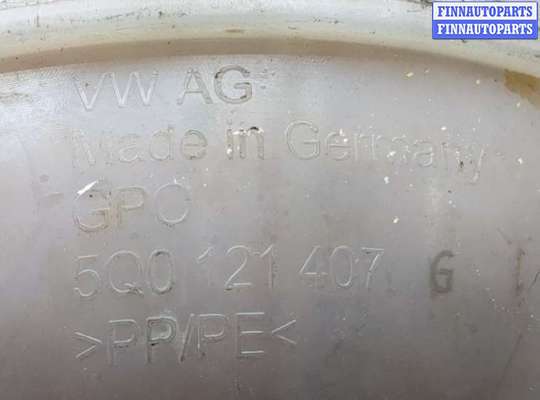 FINNAUTOPARTS
FINNAUTOPARTS
VW AG
Made in Germany
GPO
5Q0 121 407 G
>PP/PE<